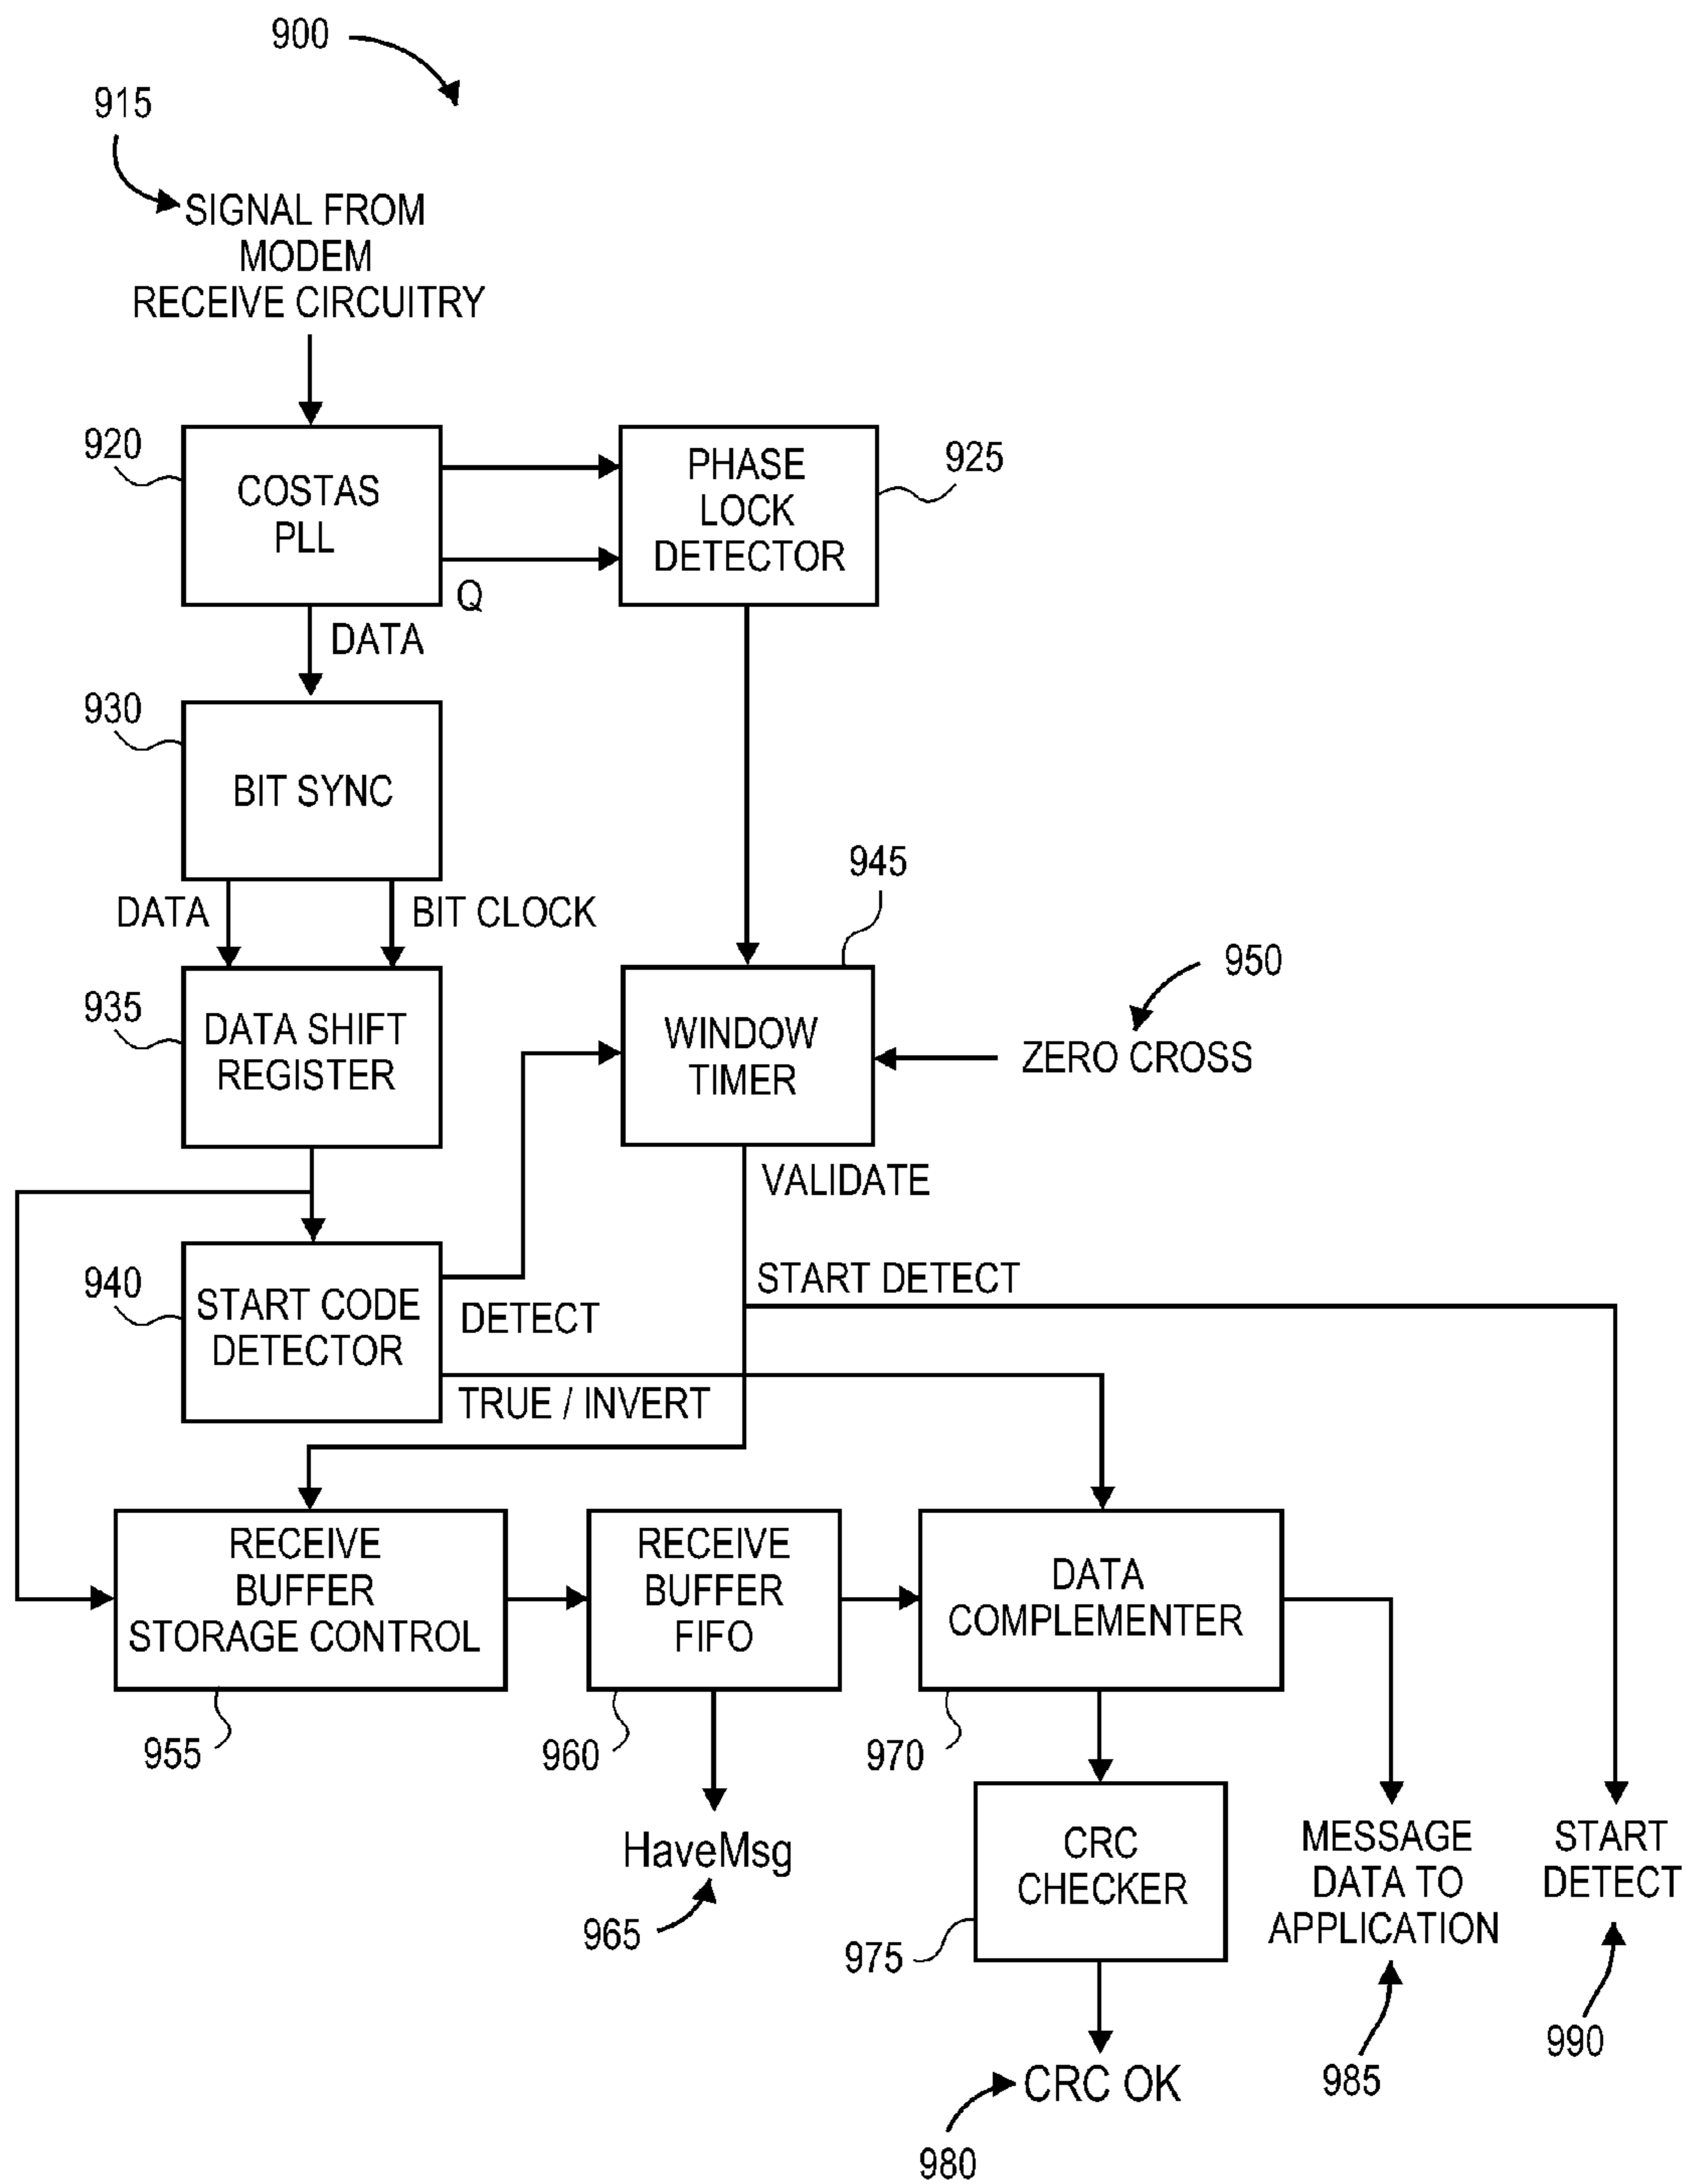 900
915
SIGNAL FROM
MODEM
RECEIVE CIRCUITRY
920
COSTAS
PLL
PHASE
LOCK
DETECTOR
925
Q
DATA
930
BIT SYNC
945
DATA
BIT CLOCK
950
935
DATA SHIFT
REGISTER
WINDOW
TIMER
ZERO CROSS
VALIDATE
940
START CODE
DETECTOR
START DETECT
DETECT
TRUE / INVERT
RECEIVE
BUFFER
STORAGE CONTROL
RECEIVE
BUFFER
FIFO
DATA
COMPLEMENTER
955
960
970
HaveMsg
965
CRC
CHECKER
975
MESSAGE
DATA TO
APPLICATION
START
DETECT
990
985
CRC OK
980